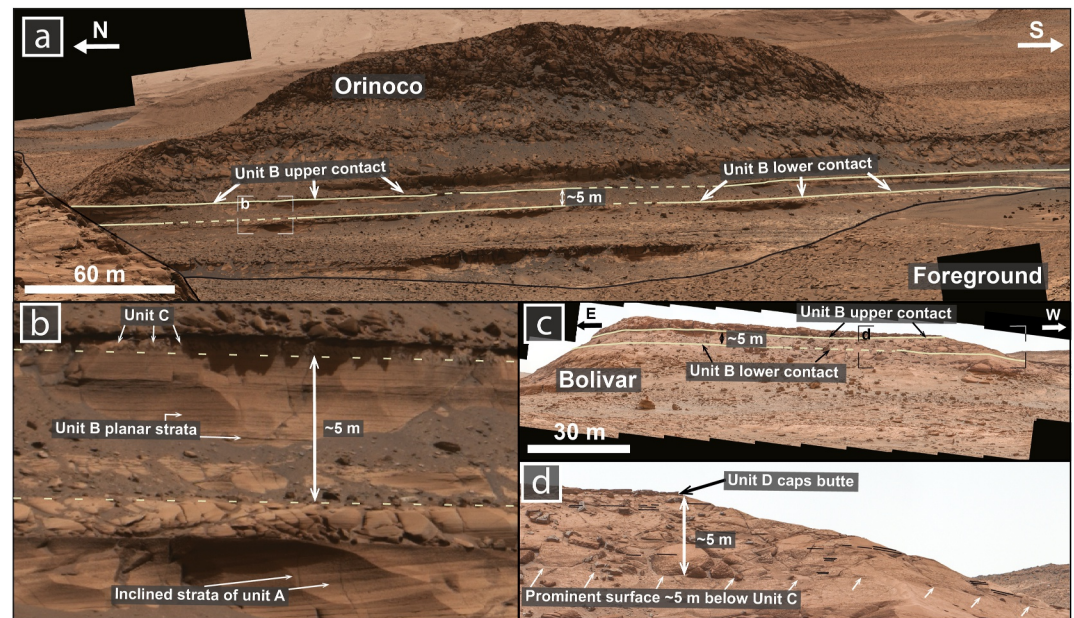 a
N
S
Orinoco
Unit B upper contact
Unit B lower contact
b
~5 m
60 m
Foreground
b
Unit C
~5 m
Unit B planar strata
Inclined strata of unit A
c
E
Unit B upper contact
W
~5 m
d
Unit B lower contact
Bolivar
30 m
d
Unit D caps butte
~5 m
Prominent surface ~5 m below Unit C